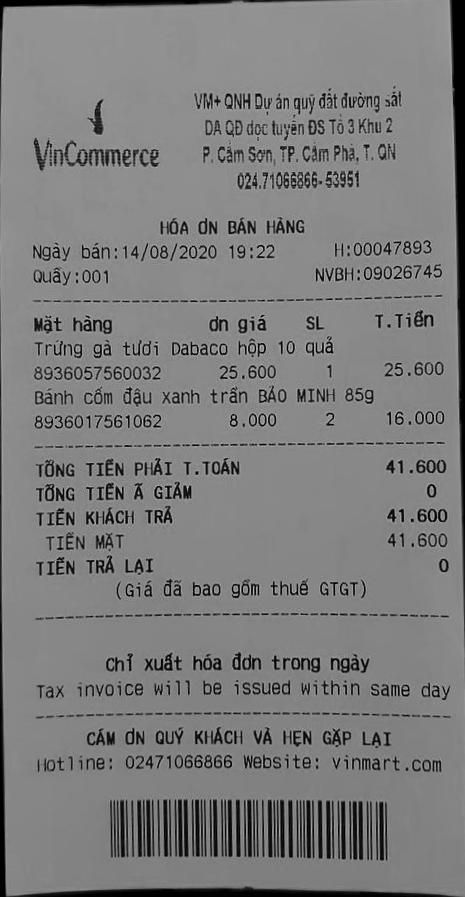 VinCommerce
VM+ QNH Dự án quỹ đất đường sắt
DA QĐ dọc tuyến ĐS Tổ 3 Khu 2
P. Cẩm Sơn, TP. Cẩm Phả, T. QN
024.71066866-53951
HÓA ƠN BÁN HÀNG
Ngày bán:14/08/2020 19:22 H:00047893
Quầy:001 NVBH:09026745
Mặt hàng ơn giá SL T.Tiền
Trứng gà tươi Dabaco hộp 10 quả
8936057560032 25.600 1 25.600
Bánh cốm đậu xanh trần BẢO MINH 85g
8936017561062 8.000 2 16.000
TỔNG TIỀN PHẢI T.TOÁN 41.600
TỔNG TIỀN Ã GIẢM 0
TIỀN KHÁCH TRẢ 41.600
TIỀN MẶT 41.600
TIỀN TRẢ LẠI 0
(Giá đã bao gồm thuế GTGT)
Chỉ xuất hóa đơn trong ngày
Tax invoice will be issued within same day
CÁM ƠN QUÝ KHÁCH VÀ HẸN GẶP LẠI
Hotline: 02471066866 Website: vinmart.com